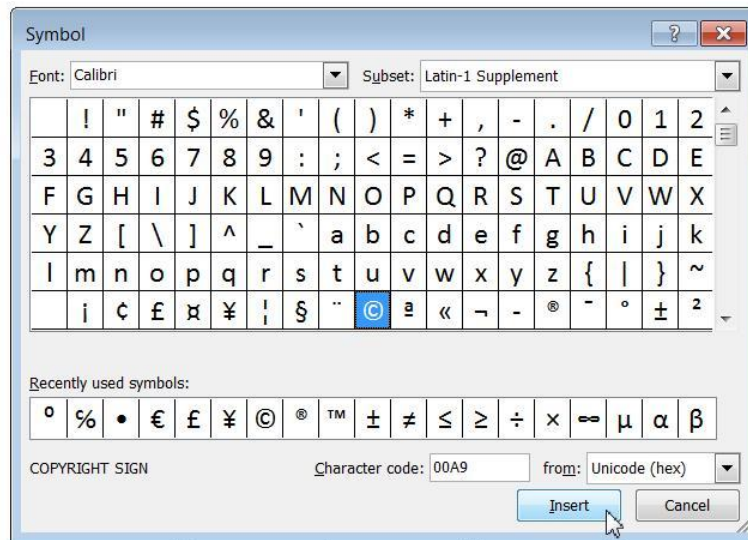 Symbol
Font: Calibri Subset: Latin-1 Supplement
! " # $ % & ' ( ) * + , - . / 0 1 2
3 4 5 6 7 8 9 : ; < = > ? @ A B C D E
F G H I J K L M N O P Q R S T U V W X
Y Z [ \ ] ^ _ ` a b c d e f g h i j k
l m n o p q r s t u v w x y z { | } ~
¡ ¢ £ ¤ ¥ ¦ § ¨ © ª « ¬ - ® ¯ ° ± ²
Recently used symbols:
º ℅ • € £ ¥ © ® ™ ± ≠ ≤ ≥ ÷ × ∞ µ α β
COPYRIGHT SIGN Character code: 00A9 from: Unicode (hex)
Insert Cancel